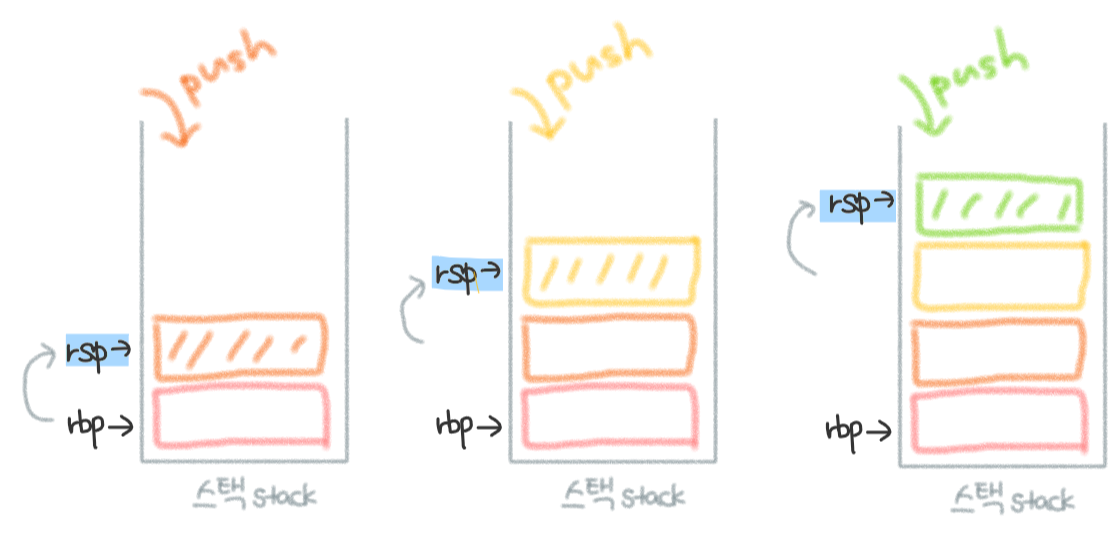 push
rsp→
rbp→
스택 stack
push
rsp→
rbp→
스택 stack
push
rsp→
rbp→
스택 stack